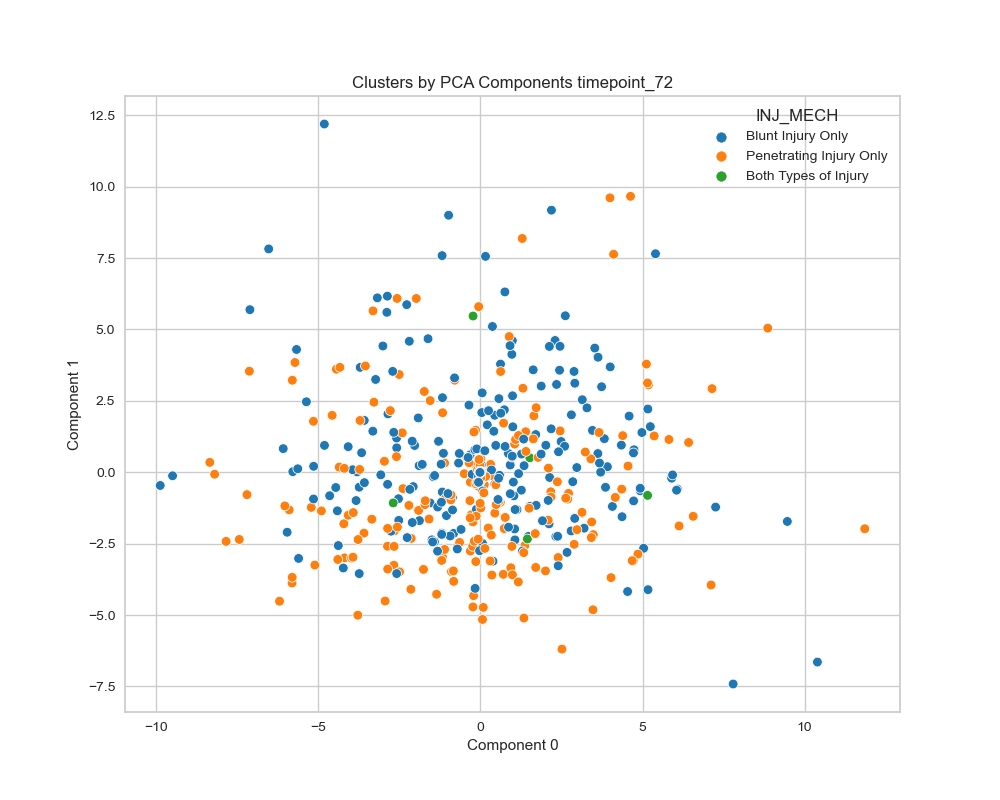 Clusters by PCA Components timepoint_72
INJ_MECH
Blunt Injury Only
Penetrating Injury Only
Both Types of Injury
12.5
10.0
7.5
5.0
2.5
0.0
−2.5
−5.0
−7.5
Component 1
−10
−5
0
5
10
Component 0